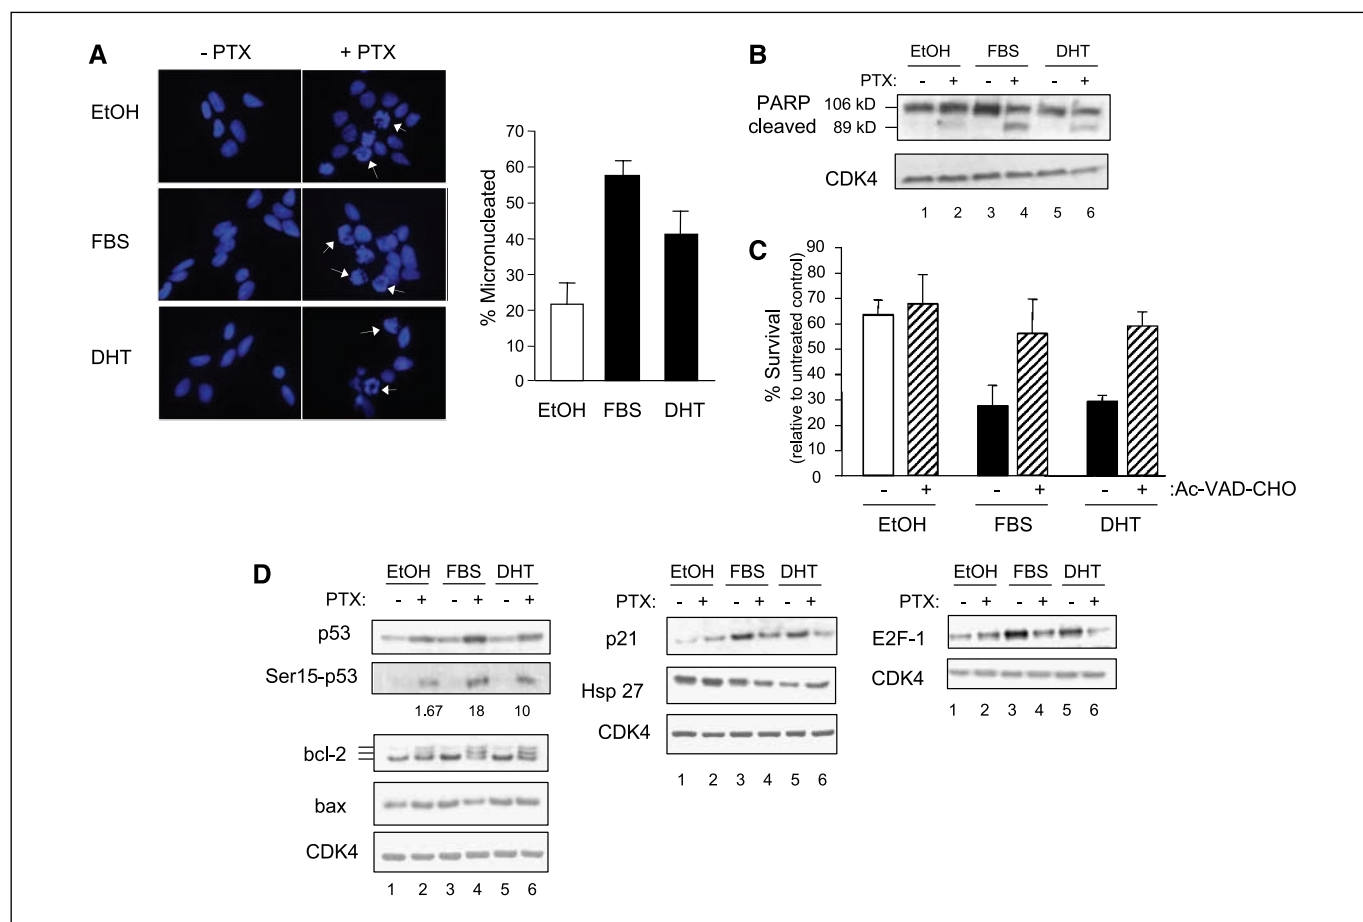 A
- PTX
+ PTX
EtOH
FBS
DHT
% Micronucleated
70
60
50
40
30
20
10
0
EtOH FBS DHT
B
EtOH FBS DHT
PTX: - + - + - +
PARP 106 kD
cleaved 89 kD
CDK4
1 2 3 4 5 6
C
% Survival
(relative to untreated control)
90
80
70
60
50
40
30
20
10
0
- + - + - + :Ac-VAD-CHO
EtOH FBS DHT
D
EtOH FBS DHT
PTX: - + - + - +
p53
Ser15-p53
1.67 18 10
bcl-2
bax
CDK4
1 2 3 4 5 6
EtOH FBS DHT
PTX: - + - + - +
p21
Hsp 27
CDK4
1 2 3 4 5 6
EtOH FBS DHT
PTX: - + - + - +
E2F-1
CDK4
1 2 3 4 5 6